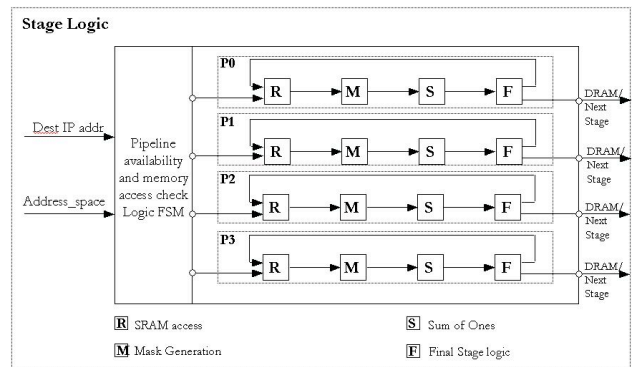 Stage Logic
P0
R M S F
DRAM/
Next
Stage
P1
R M S F
DRAM/
Next
Stage
P2
R M S F
DRAM/
Next
Stage
P3
R M S F
DRAM/
Next
Stage
Dest IP addr
Address_space
Pipeline
availability
and memory
access check
Logic FSM
R SRAM access
S Sum of Ones
M Mask Generation
F Final Stage logic